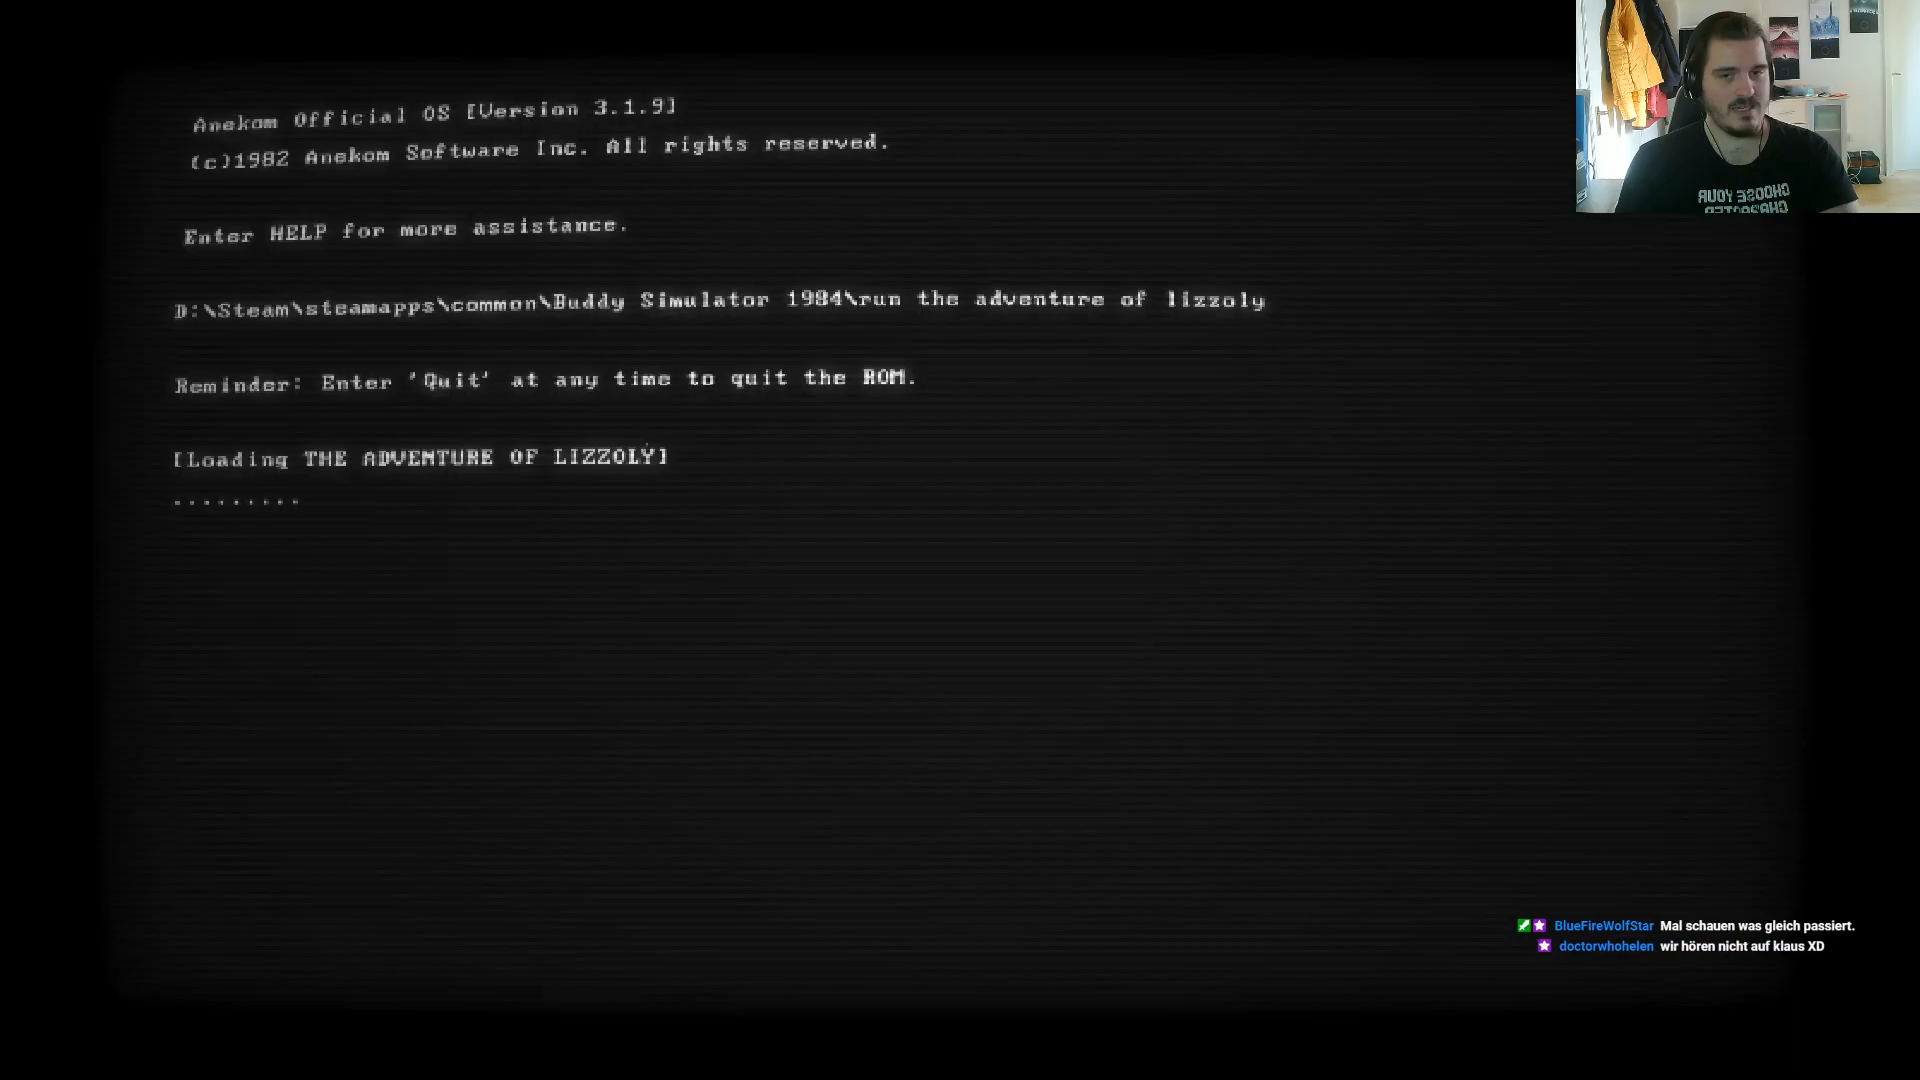 Anekom Official OS [Version 3.1.9]
(c)1982 Anekom Software Inc. All rights reserved.
Enter HELP for more assistance.
D:\Steam\steamapps\common\Buddy Simulator 1984\run the adventure of lizzoly
Reminder: Enter 'Quit' at any time to quit the ROM.
[Loading THE ADVENTURE OF LIZZOLY]
.........
CHOOSE YOUR
CHARACTER
BlueFireWolfStar Mal schauen was gleich passiert.
doctorwhohelen wir hören nicht auf klaus XD